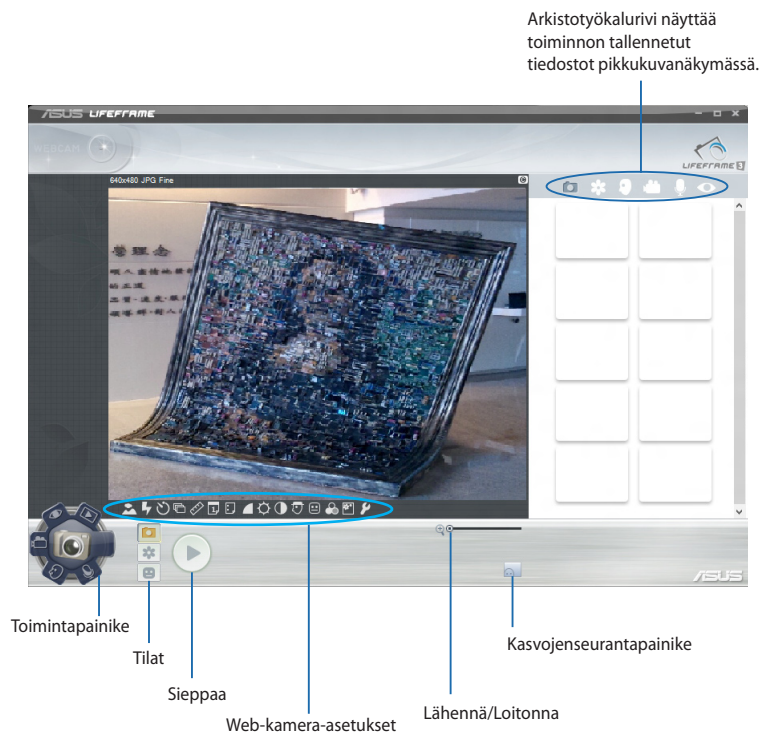 Arkistotyökalurivi näyttää
toiminnon tallennetut
tiedostot pikkukuvanäkymässä.
ASUS LIFEFRAME
WEBCAM
LIFEFRAME 3
640x480 JPG Fine
ASUS
Toimintapainike
Tilat
Sieppaa
Web-kamera-asetukset
Lähennä/Loitonna
Kasvojenseurantapainike